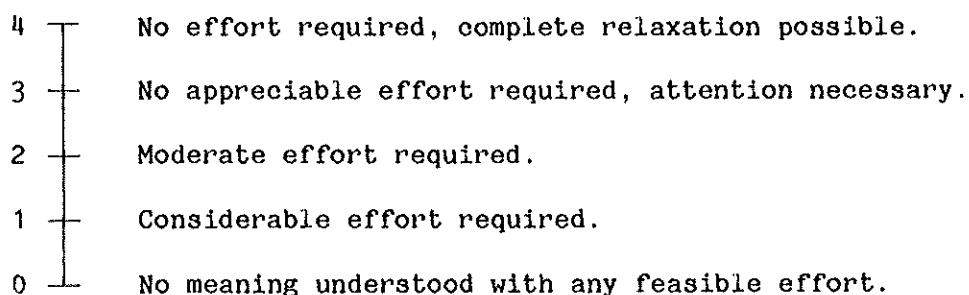 4 No effort required, complete relaxation possible.
3 No appreciable effort required, attention necessary.
2 Moderate effort required.
1 Considerable effort required.
0 No meaning understood with any feasible effort.